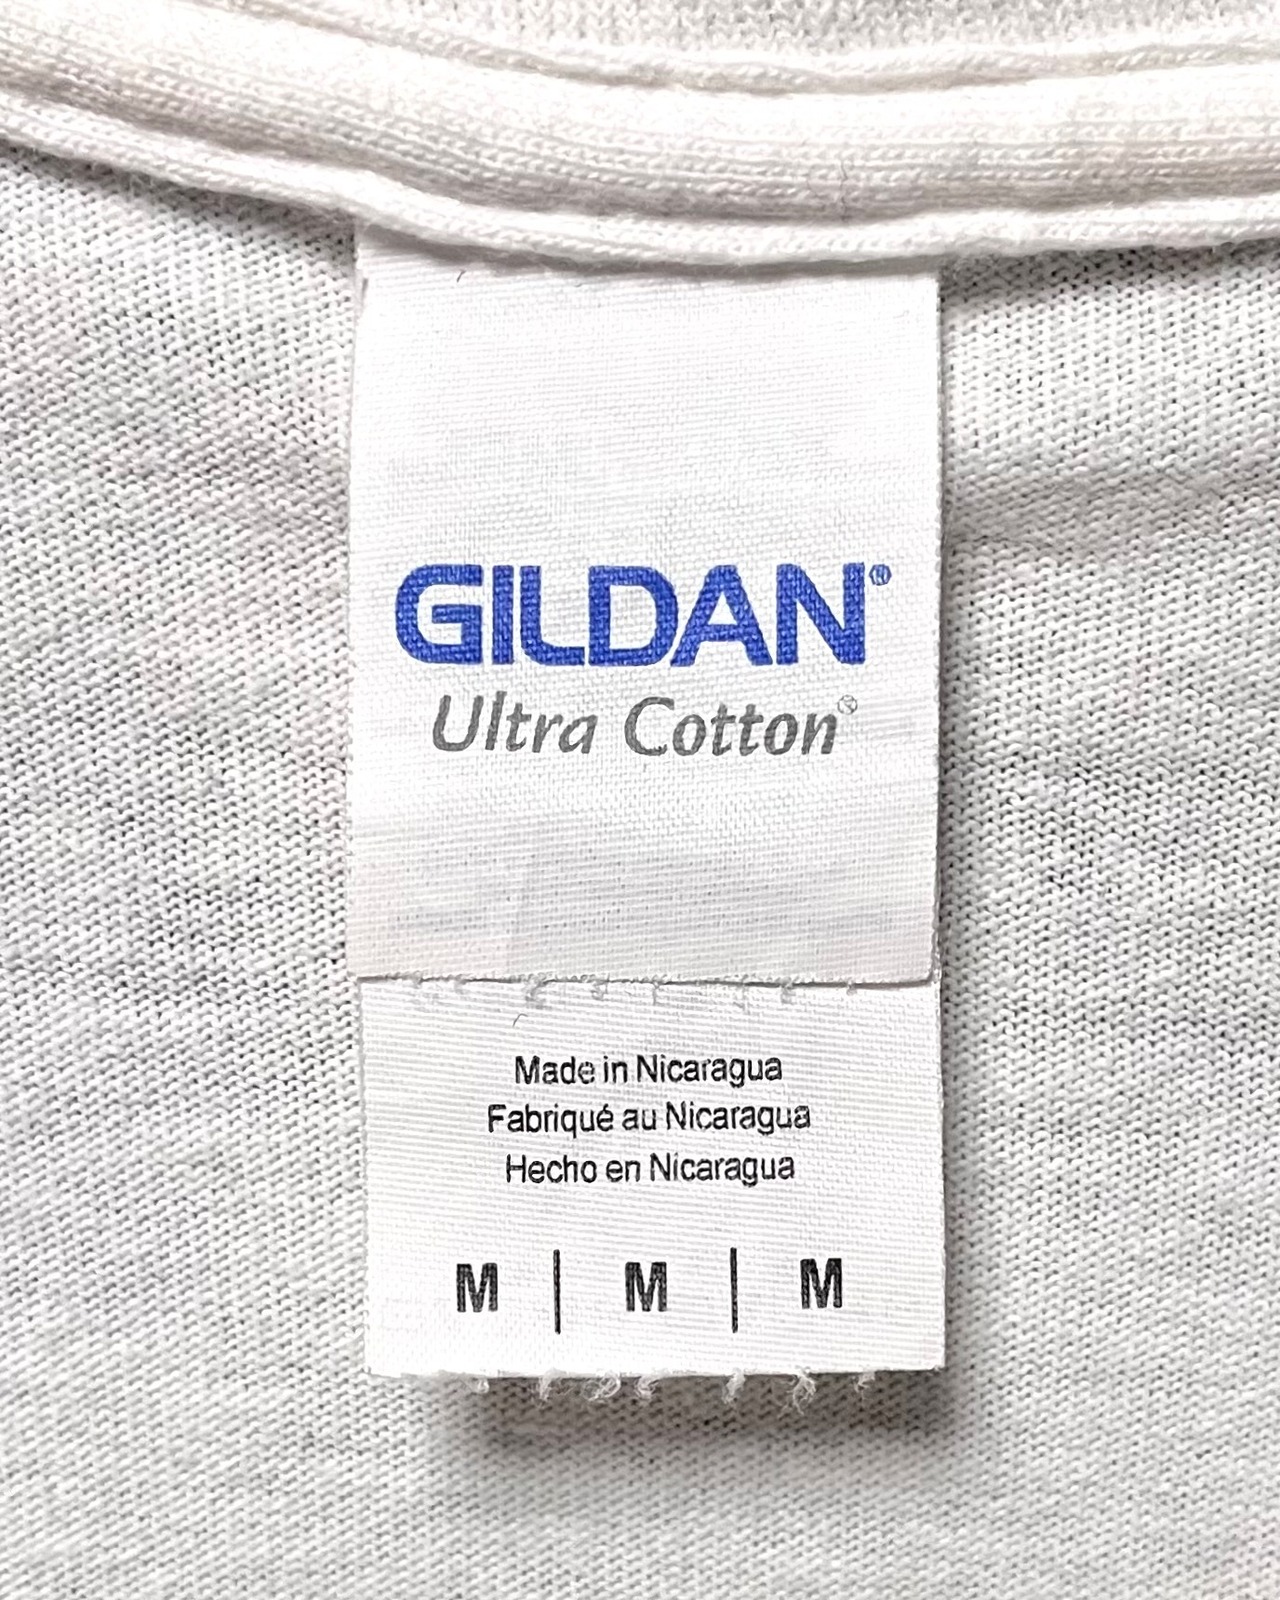 GILDAN®
Ultra Cotton®
Made in Nicaragua
Fabriqué au Nicaragua
Hecho en Nicaragua
M | M | M